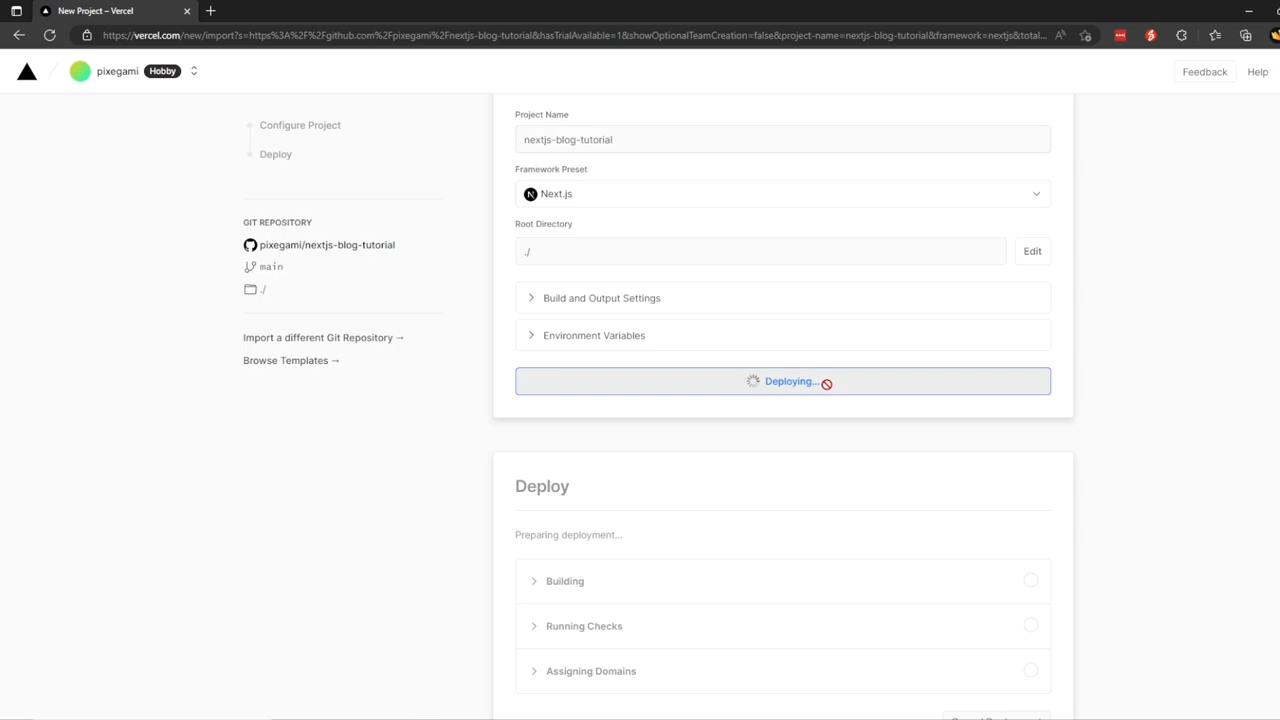 New Project – Vercel
https://vercel.com/new/import?s=https%3A%2F%2Fgithub.com%2Fpixegami%2Fnextjs-blog-tutorial&hasTrialAvailable=1&showOptionalTeamCreation=false&project-name=nextjs-blog-tutorial&framework=nextjs&total...
pixegami Hobby
Feedback Help
Configure Project
Deploy
GIT REPOSITORY
pixegami/nextjs-blog-tutorial
main
./
Import a different Git Repository →
Browse Templates →
Project Name
nextjs-blog-tutorial
Framework Preset
N Next.js
Root Directory
./ Edit
Build and Output Settings
Environment Variables
Deploying...
Deploy
Preparing deployment...
Building
Running Checks
Assigning Domains